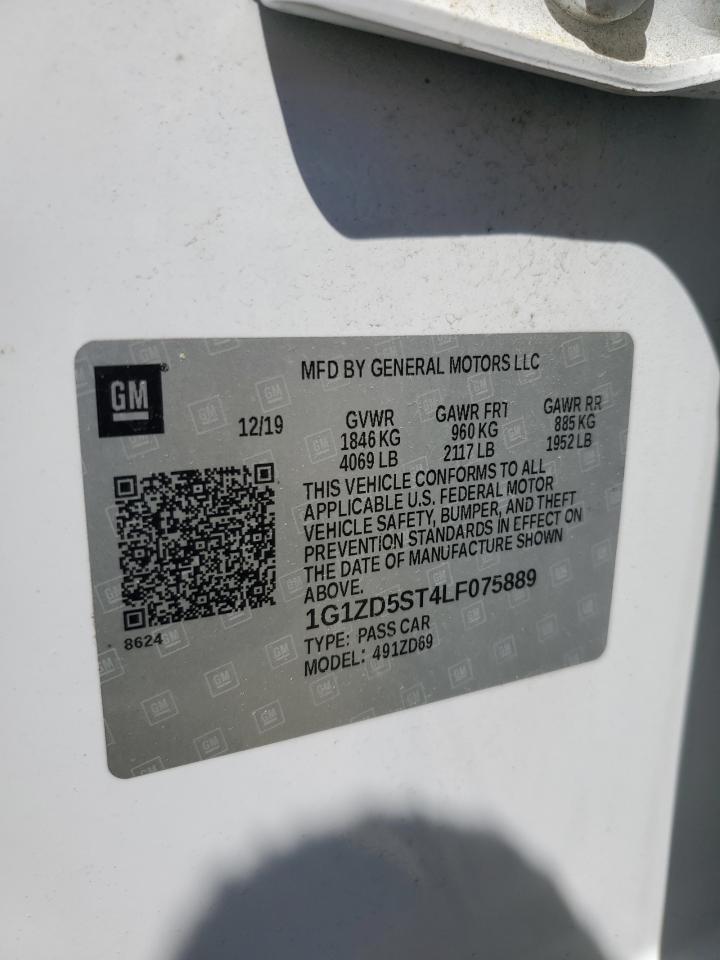 GM
MFD BY GENERAL MOTORS LLC
12/19
GVWR GAWR FRT GAWR RR
1846 KG 960 KG 885 KG
4069 LB 2117 LB 1952 LB
THIS VEHICLE CONFORMS TO ALL
APPLICABLE U.S. FEDERAL MOTOR
VEHICLE SAFETY, BUMPER, AND THEFT
PREVENTION STANDARDS IN EFFECT ON
THE DATE OF MANUFACTURE SHOWN
ABOVE.
1G1ZD5ST4LF075889
TYPE: PASS CAR
MODEL: 491ZD69
8624